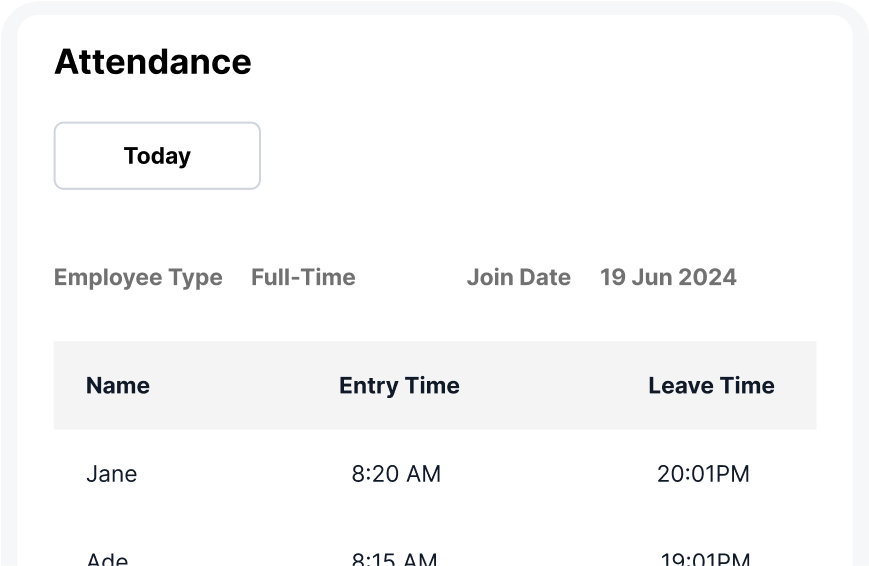 Attendance
Today
Employee Type Full-Time Join Date 19 Jun 2024
Name Entry Time Leave Time
Jane 8:20 AM 20:01PM
Ade 8:15 AM 19:01PM